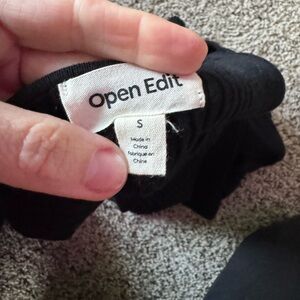 Open Edit
S
Made in
China
Fabriqué en
Chine